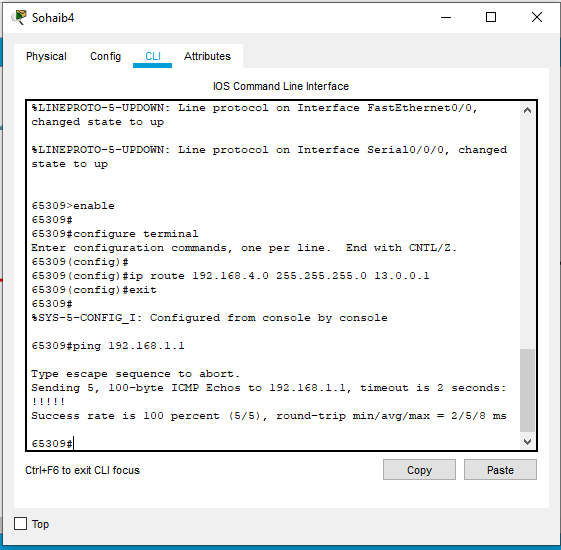 Sohaib4
Physical Config CLI Attributes
IOS Command Line Interface
%LINEPROTO-5-UPDOWN: Line protocol on Interface FastEthernet0/0,
changed state to up
%LINEPROTO-5-UPDOWN: Line protocol on Interface Serial0/0/0, changed
state to up
65309>enable
65309#
65309#configure terminal
Enter configuration commands, one per line.  End with CNTL/Z.
65309(config)#
65309(config)#ip route 192.168.4.0 255.255.255.0 13.0.0.1
65309(config)#exit
65309#
%SYS-5-CONFIG_I: Configured from console by console
65309#ping 192.168.1.1
Type escape sequence to abort.
Sending 5, 100-byte ICMP Echos to 192.168.1.1, timeout is 2 seconds:
!!!!!
Success rate is 100 percent (5/5), round-trip min/avg/max = 2/5/8 ms
65309#
Ctrl+F6 to exit CLI focus
Copy Paste
Top